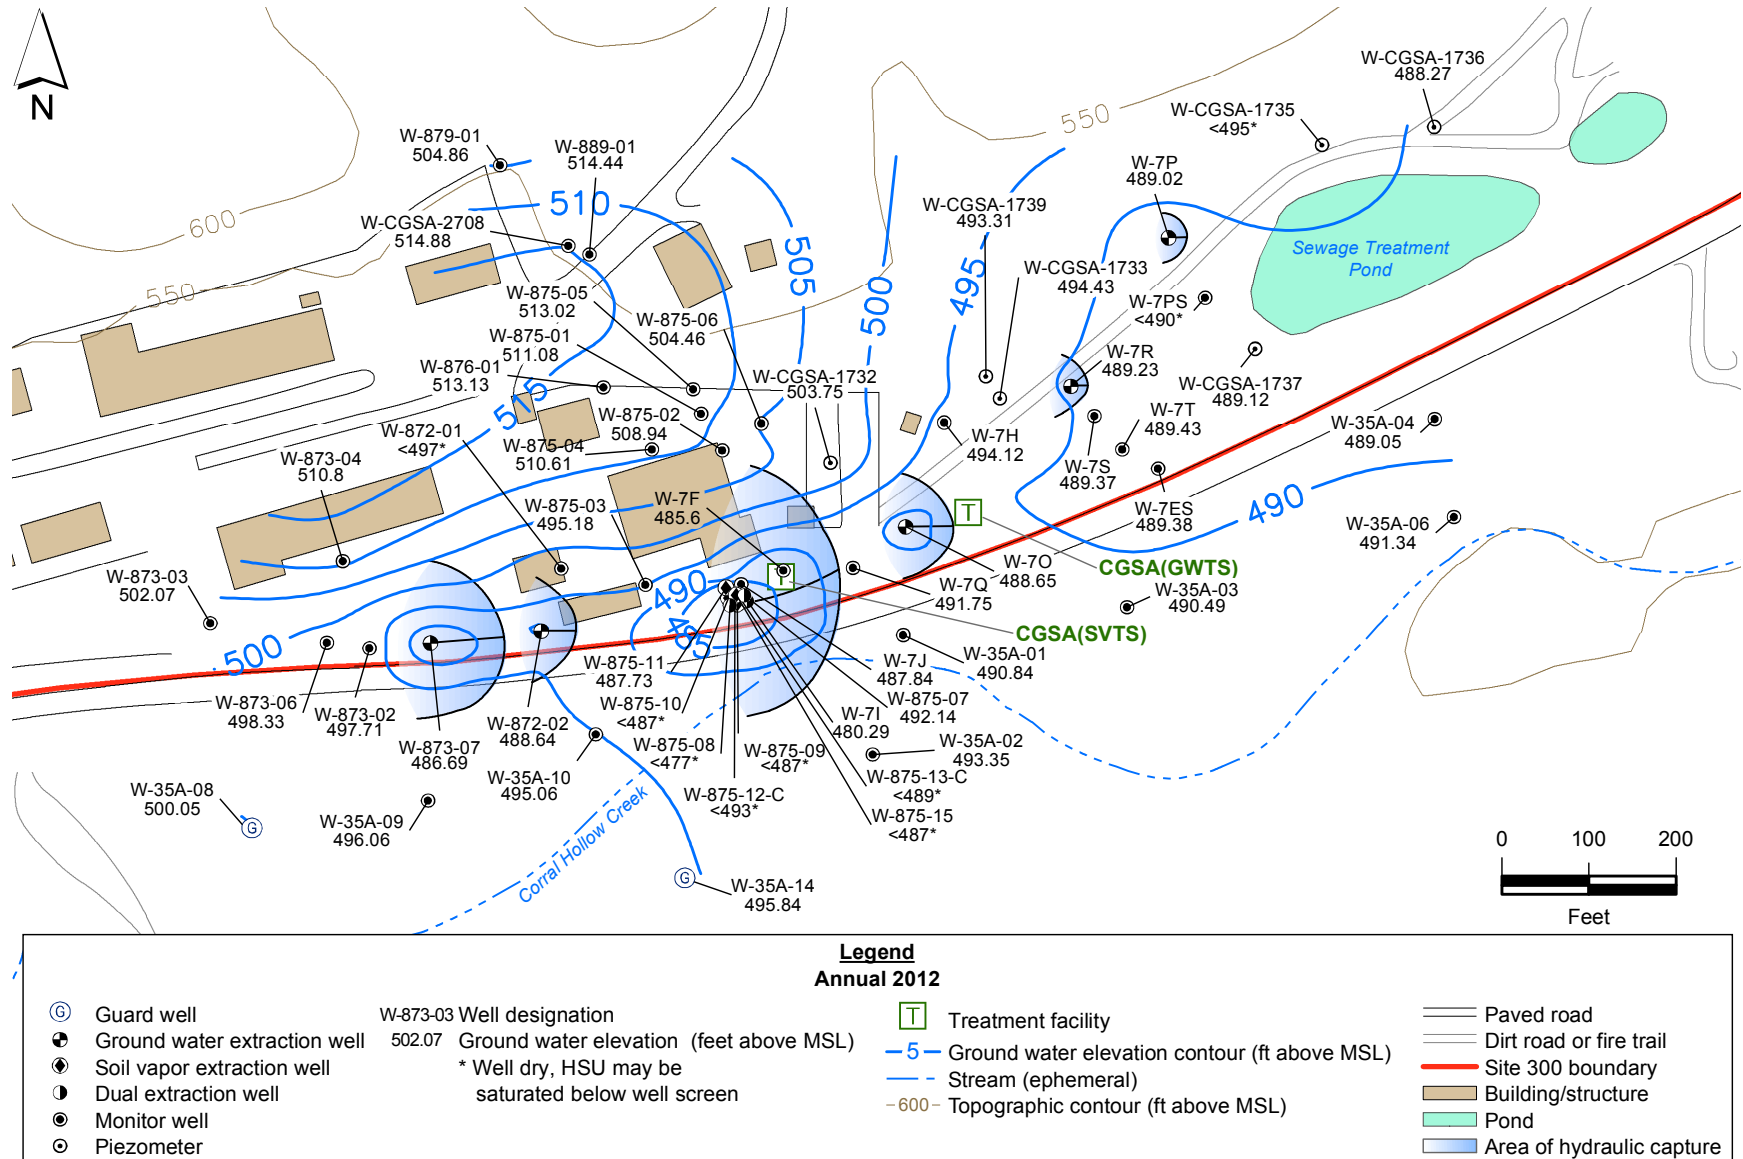 N
W-CGSA-1736
488.27
W-CGSA-1735
<495*
550
W-879-01
504.86
W-889-01
514.44
W-7P
489.02
600
510
W-CGSA-2708
514.88
W-CGSA-1739
493.31
505
Sewage Treatment
Pond
W-CGSA-1733
494.43
495
500
550
W-875-05
513.02
W-875-06
504.46
W-7PS
<490*
W-875-01
511.08
W-7R
489.23
W-876-01
513.13
W-CGSA-1732
503.75
W-CGSA-1737
489.12
515
W-875-02
508.94
W-7T
489.43
W-35A-04
489.05
W-872-01
<497*
W-875-04
510.61
W-7H
494.12
W-873-04
510.8
W-7S
489.37
W-7F
485.6
W-875-03
495.18
T
W-7ES
489.38
490
W-35A-06
491.34
W-7O
488.65
CGSA(GWTS)
W-873-03
502.07
T
490
W-7Q
491.75
W-35A-03
490.49
485
CGSA(SVTS)
500
W-875-11
487.73
W-7J
487.84
W-35A-01
490.84
W-873-06
498.33
W-873-02
497.71
W-875-10
<487*
W-875-07
492.14
W-7I
480.29
W-872-02
488.64
W-873-07
486.69
W-875-08
<477*
W-875-09
<487*
W-35A-02
493.35
W-35A-10
495.06
W-875-13-C
<489*
W-35A-08
500.05
G
W-875-12-C
<493*
W-35A-09
496.06
W-875-15
<487*
Corral Hollow Creek
0 100 200
Feet
G
W-35A-14
495.84
Legend
Annual 2012
G Guard well
Ground water extraction well
Soil vapor extraction well
Dual extraction well
Monitor well
Piezometer
W-873-03 Well designation
502.07 Ground water elevation (feet above MSL)
* Well dry, HSU may be
saturated below well screen
T Treatment facility
5 Ground water elevation contour (ft above MSL)
Stream (ephemeral)
600 Topographic contour (ft above MSL)
Paved road
Dirt road or fire trail
Site 300 boundary
Building/structure
Pond
Area of hydraulic capture